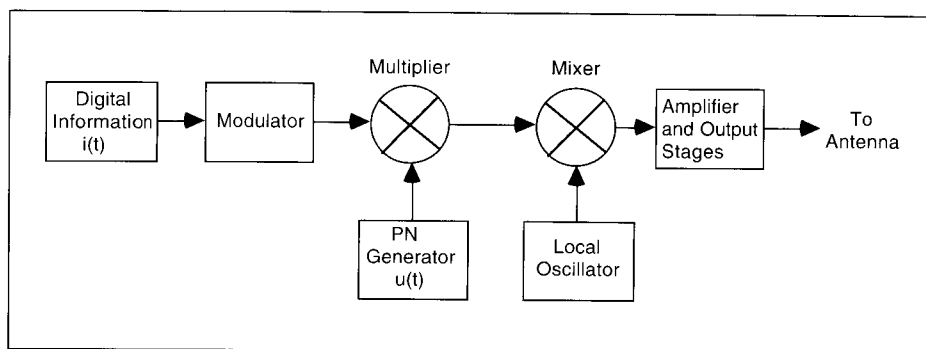 Multiplier
Mixer
Digital
Information
i(t)
Modulator
Amplifier
and Output
Stages
To
Antenna
PN
Generator
u(t)
Local
Oscillator